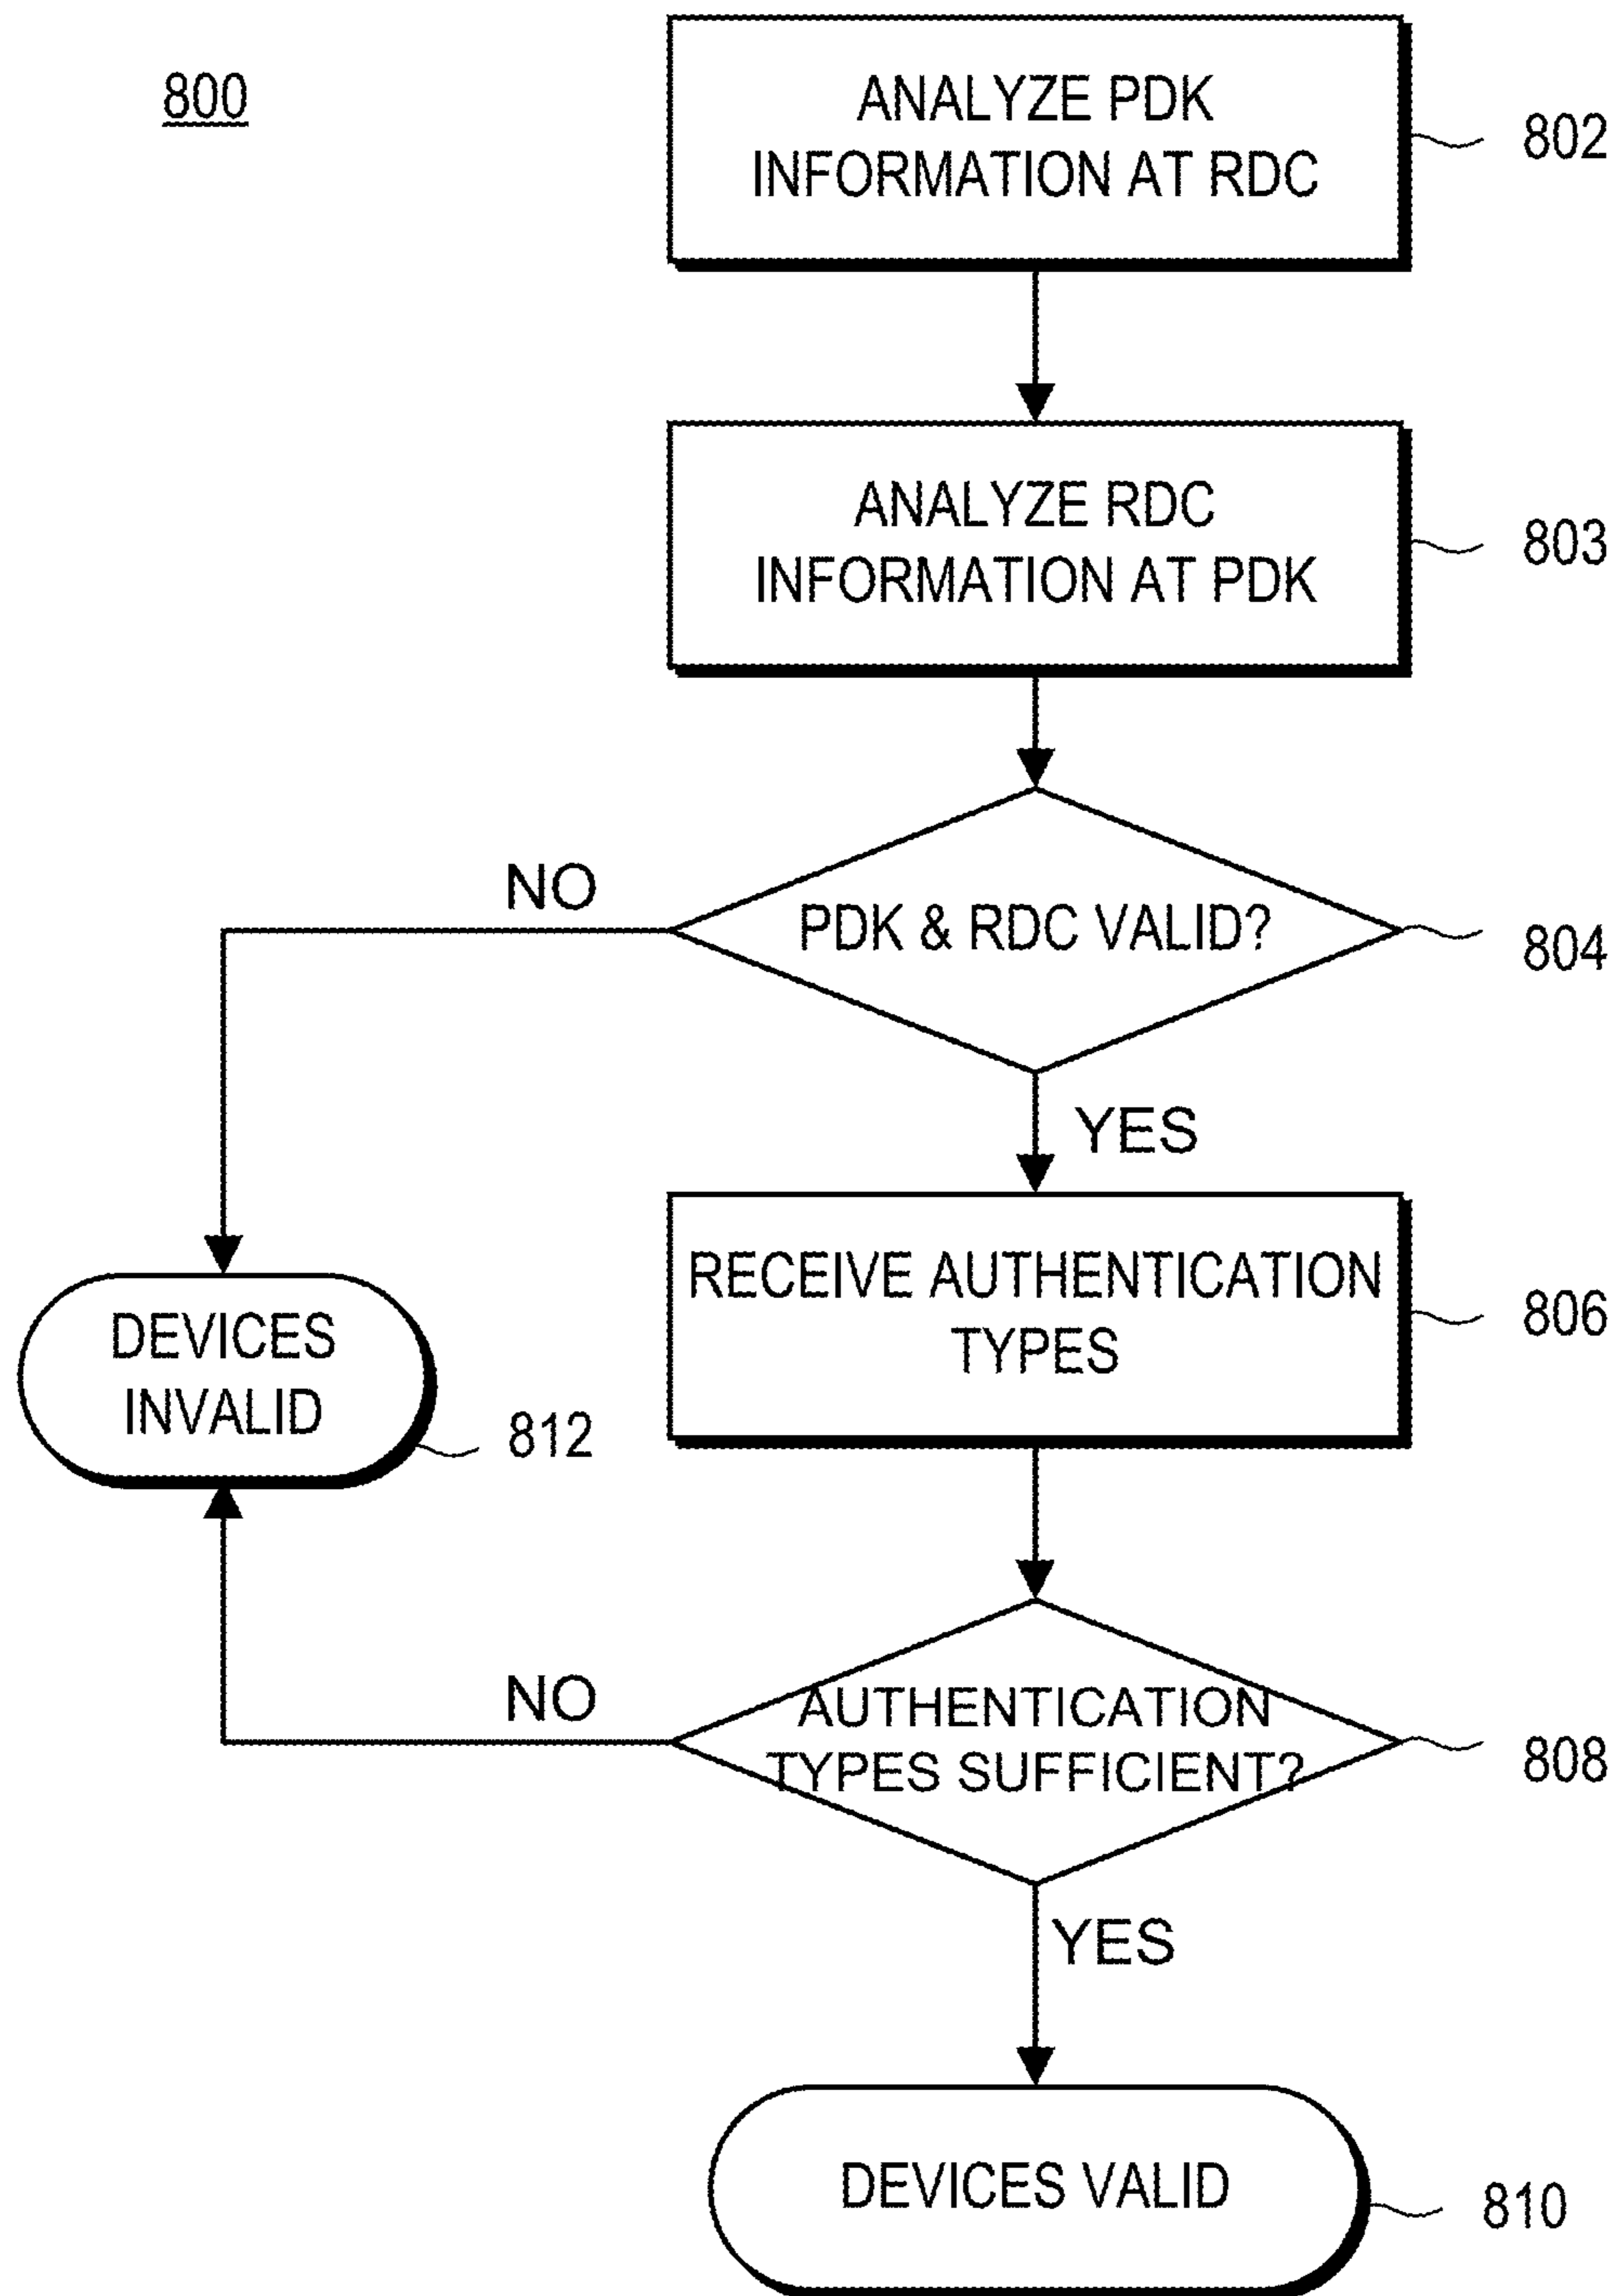 800
ANALYZE PDK
INFORMATION AT RDC
802
ANALYZE RDC
INFORMATION AT PDK
803
NO
PDK & RDC VALID?
804
YES
RECEIVE AUTHENTICATION
TYPES
806
DEVICES
INVALID
812
NO
AUTHENTICATION
TYPES SUFFICIENT?
808
YES
DEVICES VALID
810